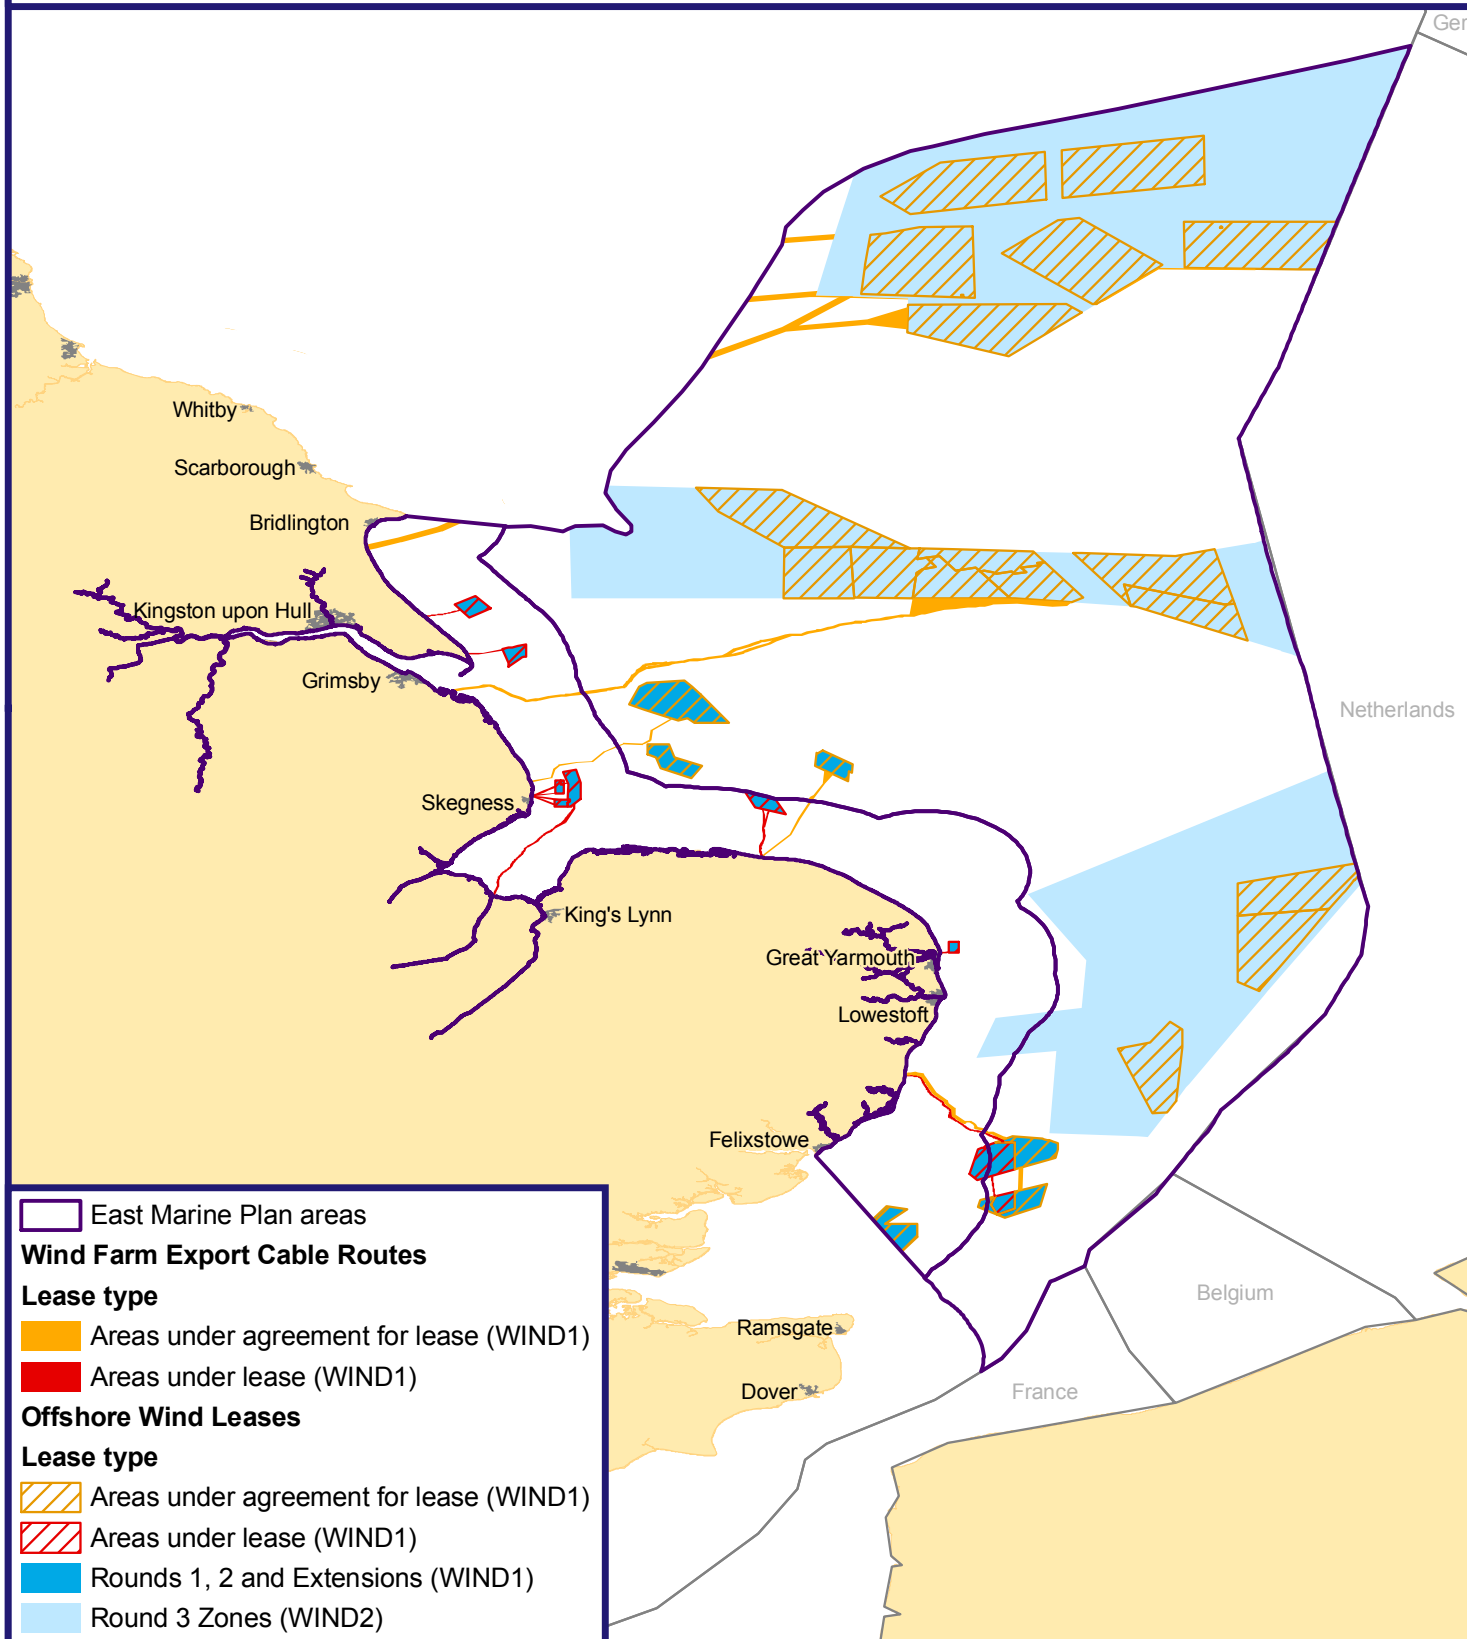 Ger
Whitby
Scarborough
Bridlington
Kingston upon Hull
Grimsby
Netherlands
Skegness
King's Lynn
Great Yarmouth
Lowestoft
Felixstowe
Belgium
Ramsgate
Dover
France
East Marine Plan areas
Wind Farm Export Cable Routes
Lease type
Areas under agreement for lease (WIND1)
Areas under lease (WIND1)
Offshore Wind Leases
Lease type
Areas under agreement for lease (WIND1)
Areas under lease (WIND1)
Rounds 1, 2 and Extensions (WIND1)
Round 3 Zones (WIND2)